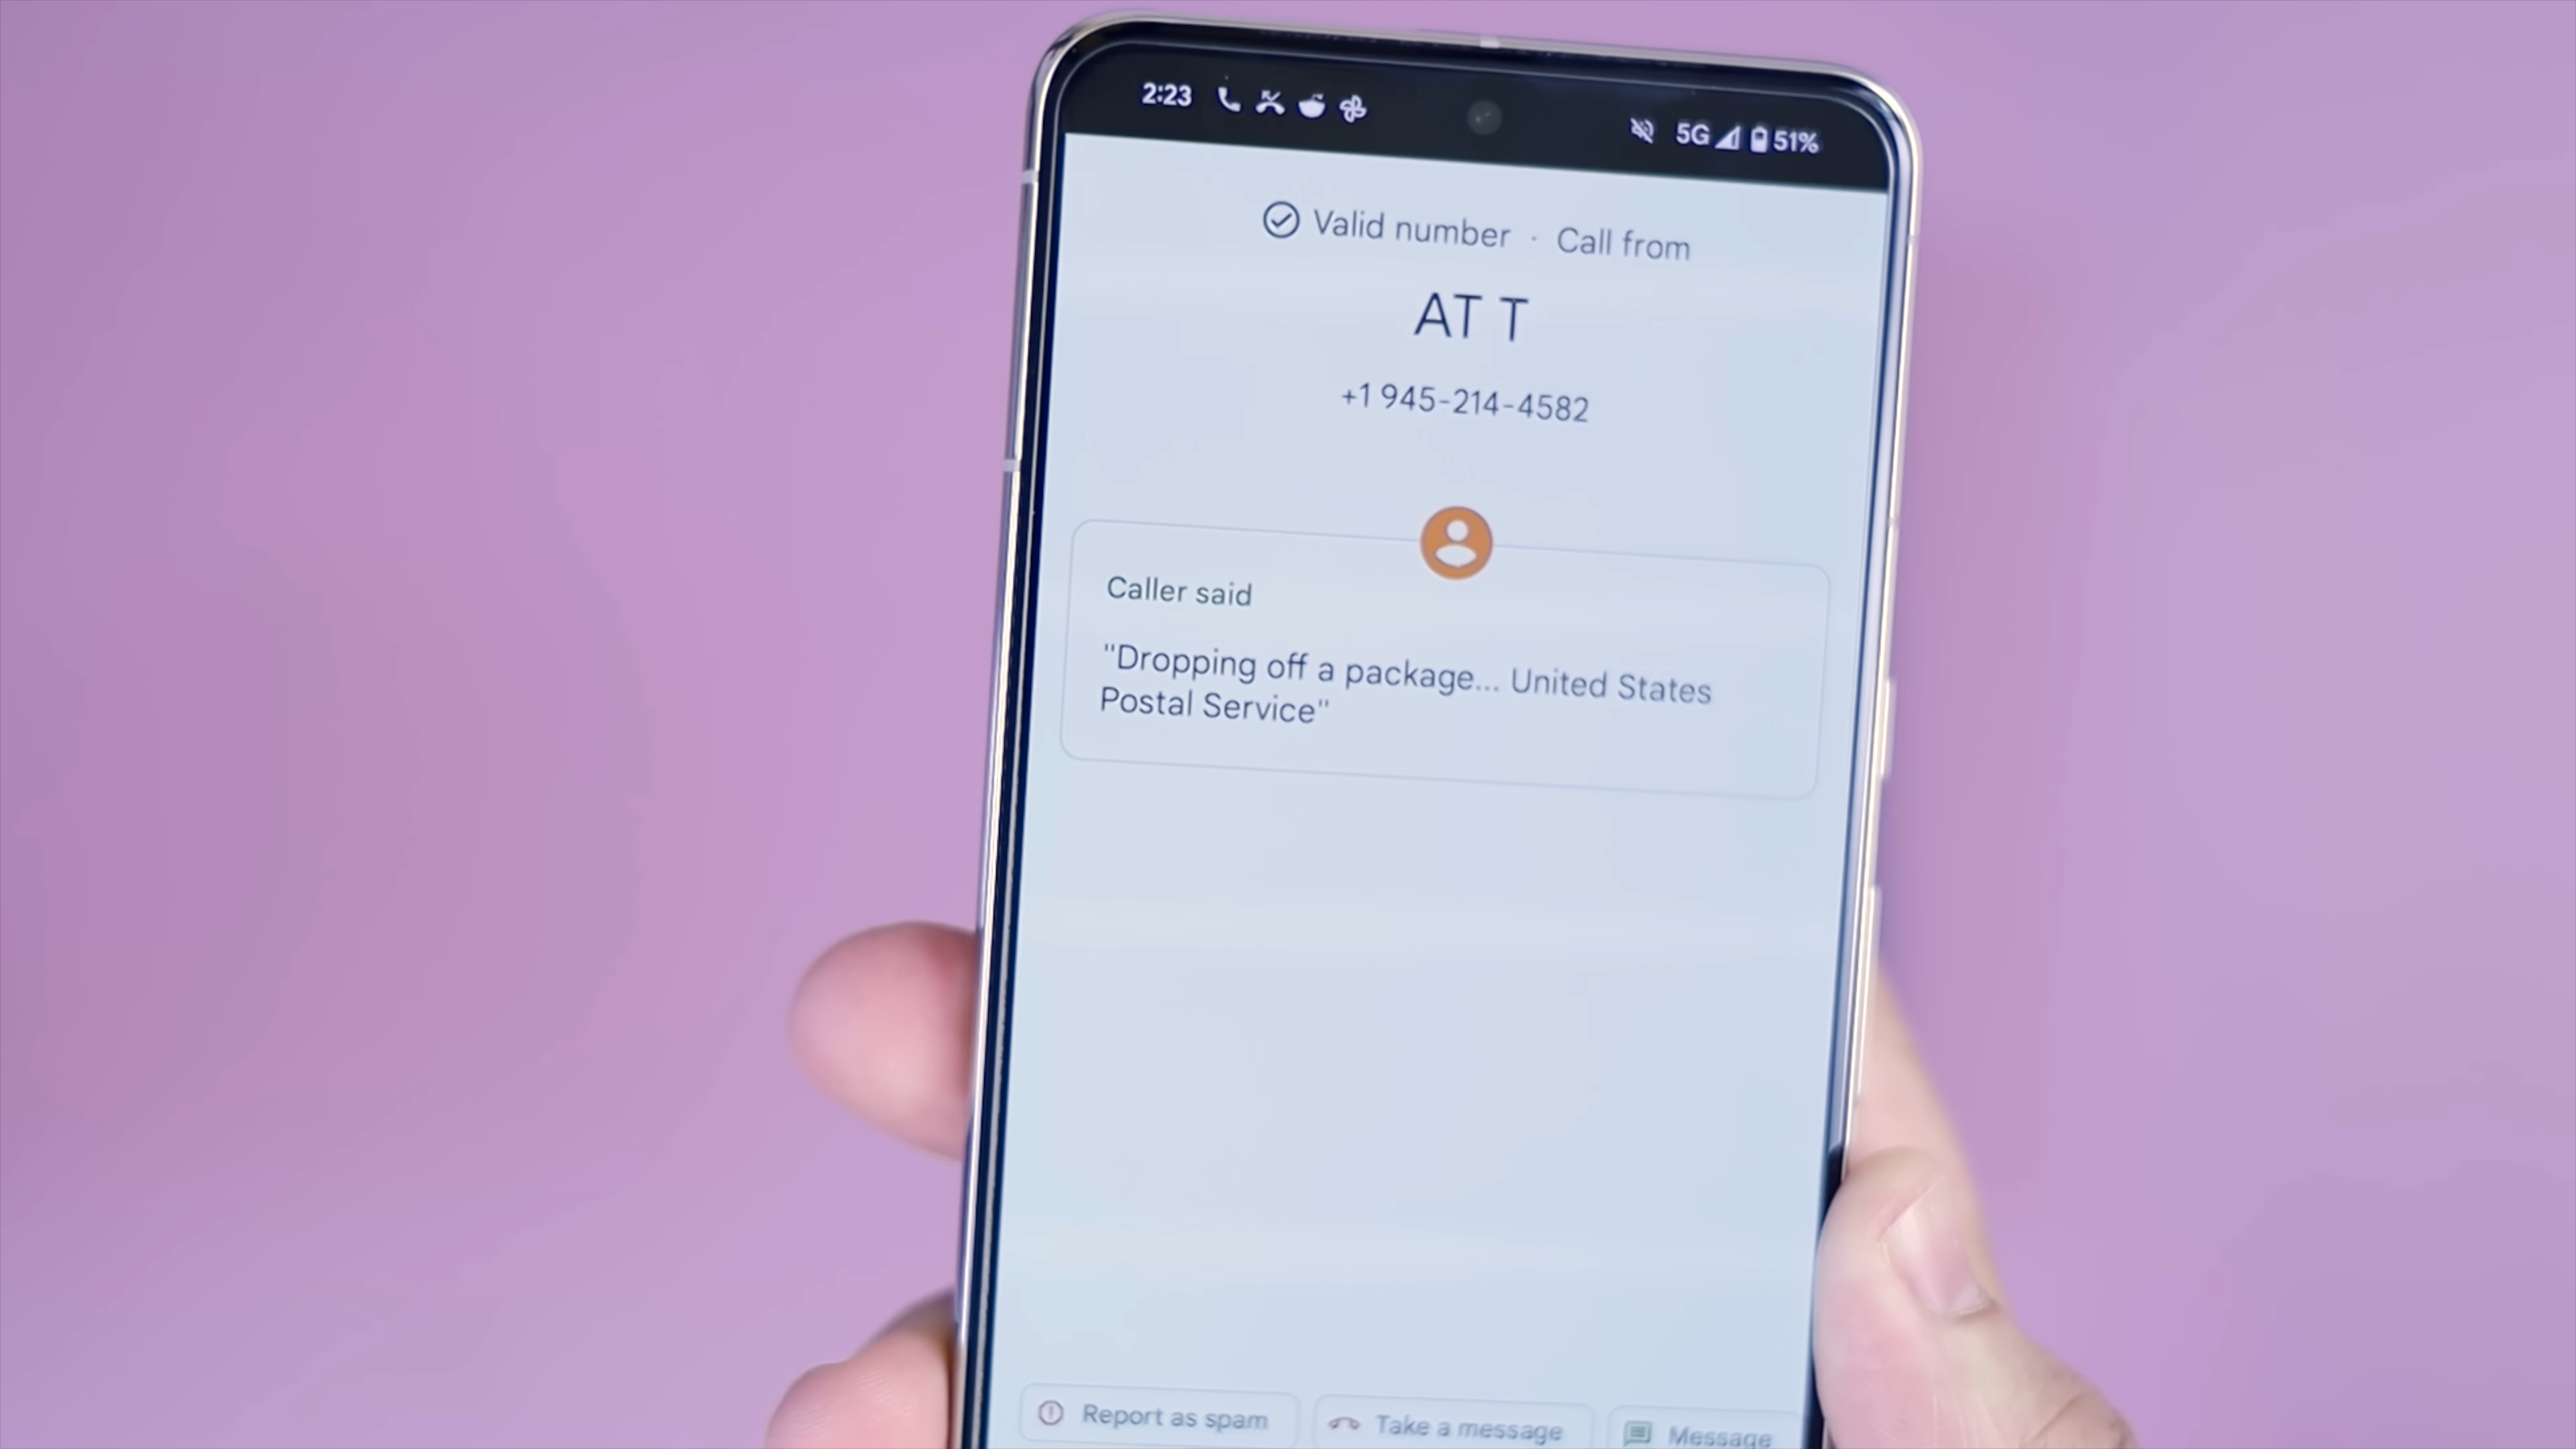 2:23 5G 51%
Valid number · Call from
AT T
+1 945-214-4582
Caller said
"Dropping off a package... United States
Postal Service"
Report as spam Take a message Message